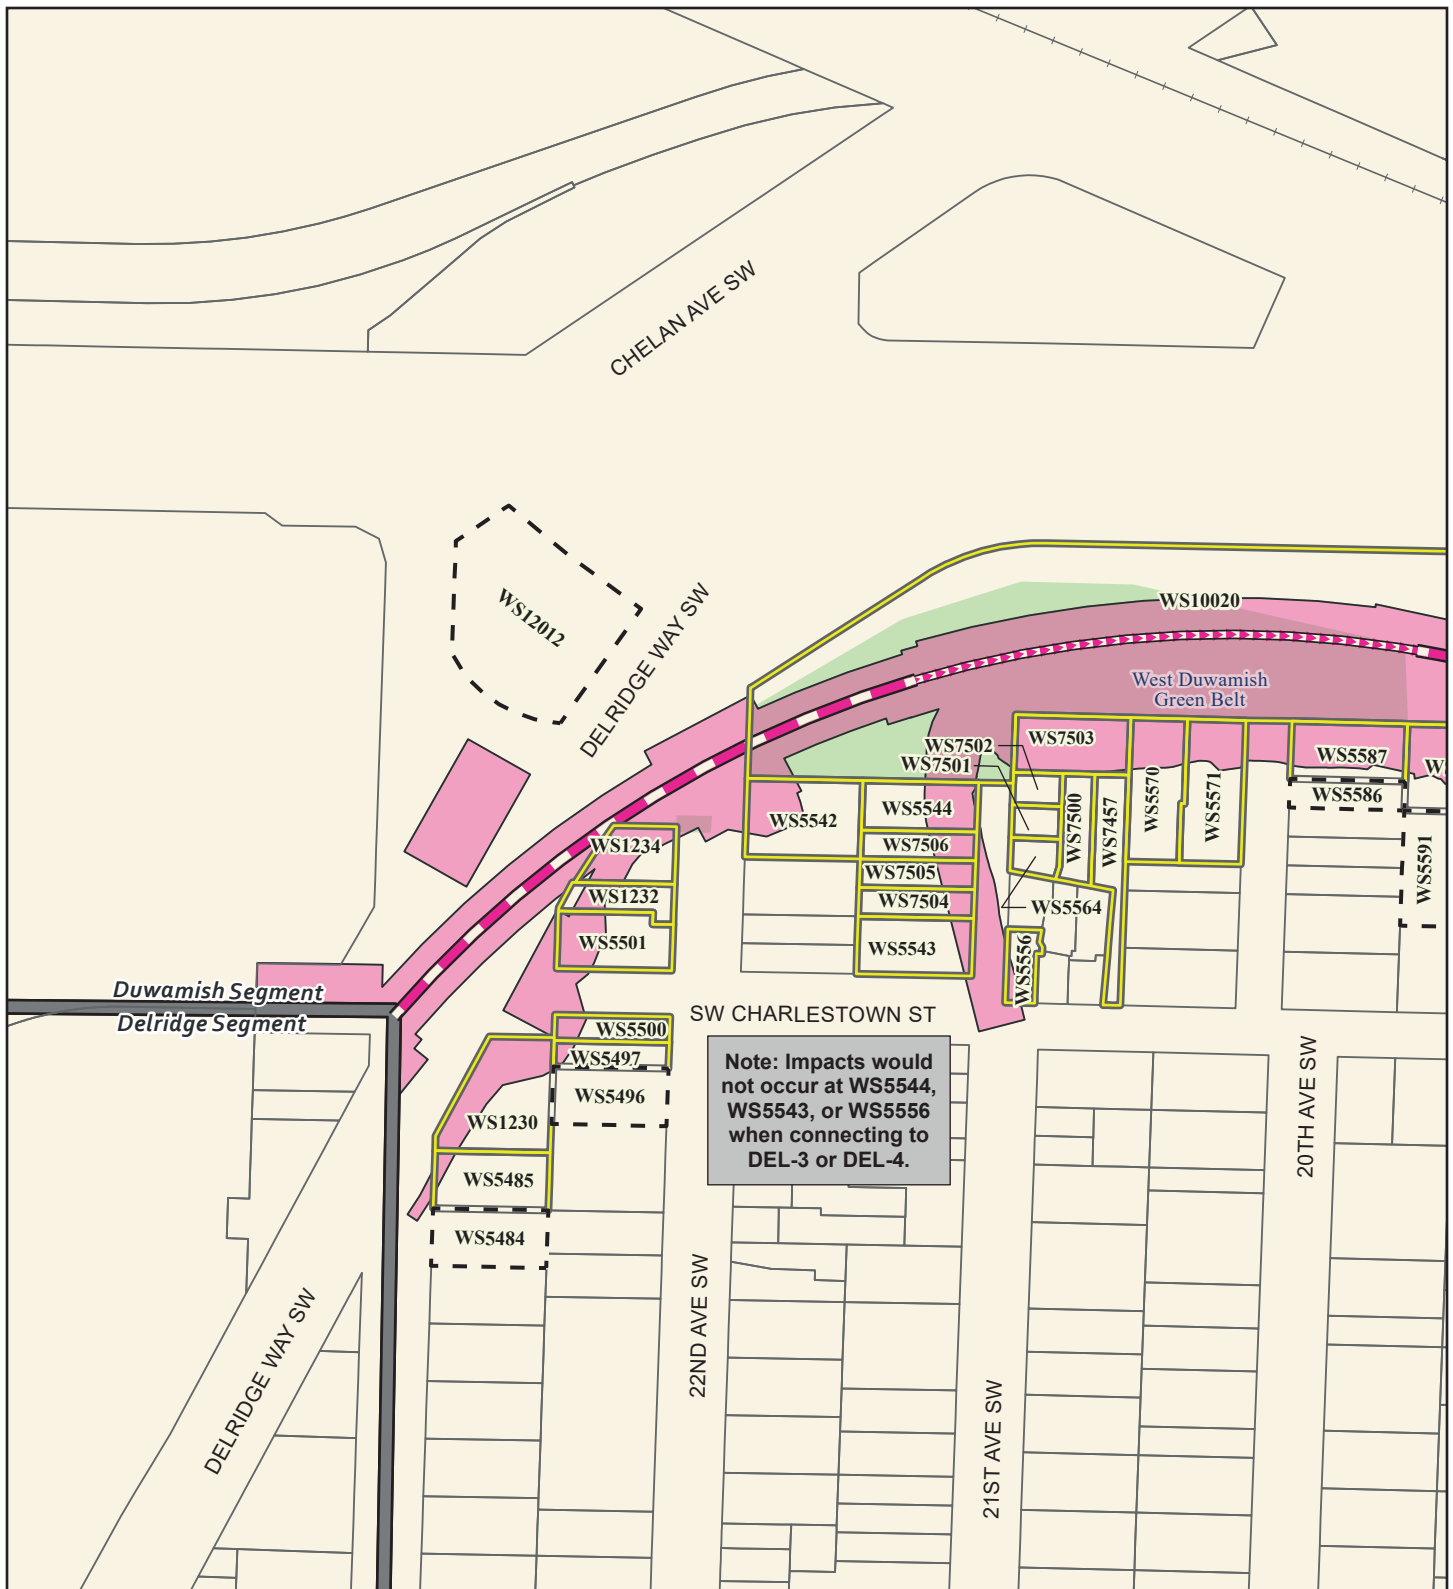 CHELAN AVE SW
WS12012
DELRIDGE WAY SW
WS10020
West Duwamish
Green Belt
WS7502
WS7503
WS7501
WS5587
WS5586
WS5542
WS5544
WS7506
WS7505
WS7504
WS5543
WS7500
WS7457
WS5570
WS5571
WS5591
WS1234
WS1232
WS5501
WS5564
WS5556
Duwamish Segment
Delridge Segment
SW CHARLESTOWN ST
WS5500
WS5497
WS5496
WS1230
WS5485
WS5484
Note: Impacts would
not occur at WS5544,
WS5543, or WS5556
when connecting to
DEL-3 or DEL-4.
20TH AVE SW
22ND AVE SW
21ST AVE SW
DELRIDGE WAY SW